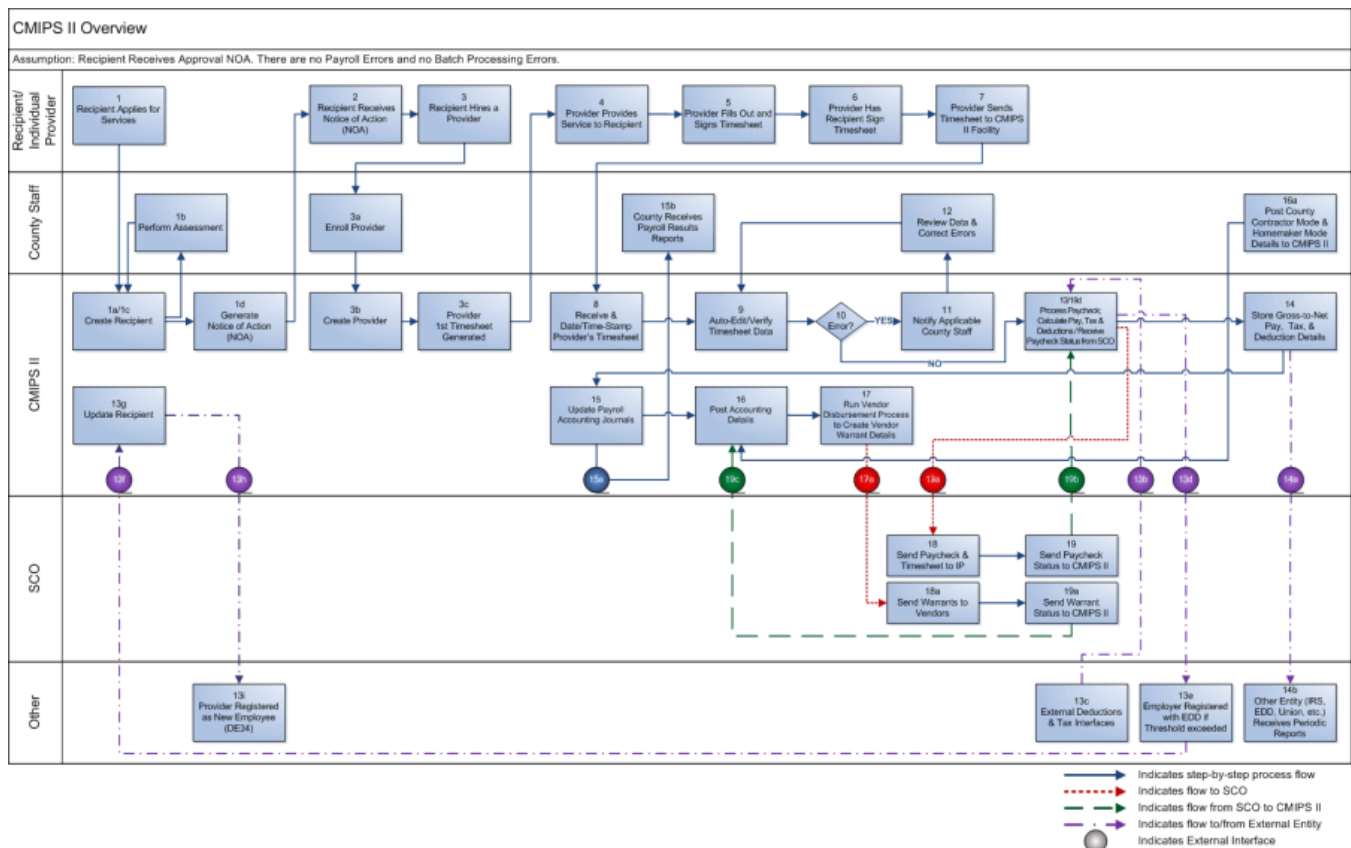 CMIPS II Overview
Assumption: Recipient Receives Approval NOA. There are no Payroll Errors and no Batch Processing Errors.
Recipient/
Individual
Provider
1
Recipient Applies for
Services
2
Recipient Receives
Notice of Action
(NOA)
3
Recipient Hires a
Provider
4
Provider Provides
Service to Recipient
5
Provider Fills Out and
Signs Timesheet
6
Provider Has
Recipient Sign
Timesheet
7
Provider Sends
Timesheet to CMIPS
II Facility
County Staff
1b
Perform Assessment
3a
Enroll Provider
15b
County Receives
Payroll Results
Reports
12
Review Data &
Correct Errors
16a
Post County
Contractor Mode &
Homemaker Mode
Details to CMIPS II
CMIPS II
1a/1c
Create Recipient
1d
Generate
Notice of Action
(NOA)
3b
Create Provider
3c
Provider
1st Timesheet
Generated
8
Receive &
Date/Time-Stamp
Provider's Timesheet
9
Auto-Edit/Verify
Timesheet Data
10
Error?
YES
NO
11
Notify Applicable
County Staff
13/19d
Process Paycheck;
Calculate Pay, Tax &
Deductions / Receive
Paycheck Status from SCO
14
Store Gross-to-Net
Pay, Tax, &
Deduction Details
13g
Update Recipient
15
Update Payroll
Accounting Journals
16
Post Accounting
Details
17
Run Vendor
Disbursement Process
to Create Vendor
Warrant Details
13f
13h
15a
19c
17a
13a
19b
13b
13d
14a
SCO
18
Send Paycheck &
Timesheet to IP
19
Send Paycheck
Status to CMIPS II
18a
Send Warrants to
Vendors
19a
Send Warrant
Status to CMIPS II
Other
13i
Provider Registered
as New Employee
(DE34)
13c
External Deductions
& Tax Interfaces
13e
Employer Registered
with EDD if
Threshold exceeded
14b
Other Entity (IRS,
EDD, Union, etc.)
Receives Periodic
Reports
Indicates step-by-step process flow
Indicates flow to SCO
Indicates flow from SCO to CMIPS II
Indicates flow to/from External Entity
Indicates External Interface